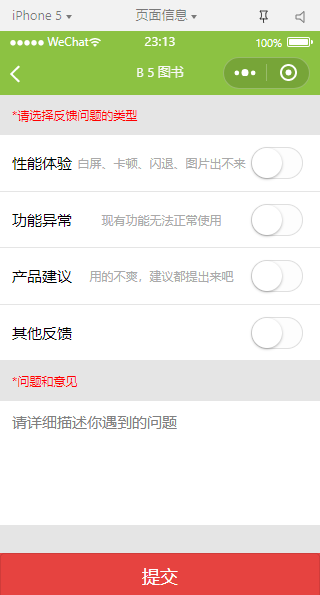 iPhone 5 页面信息
WeChat 23:13 100%
B 5 图书
*请选择反馈问题的类型
性能体验 白屏、卡顿、闪退、图片出不来
功能异常 现有功能无法正常使用
产品建议 用的不爽，建议都提出来吧
其他反馈
*问题和意见
请详细描述你遇到的问题
提交